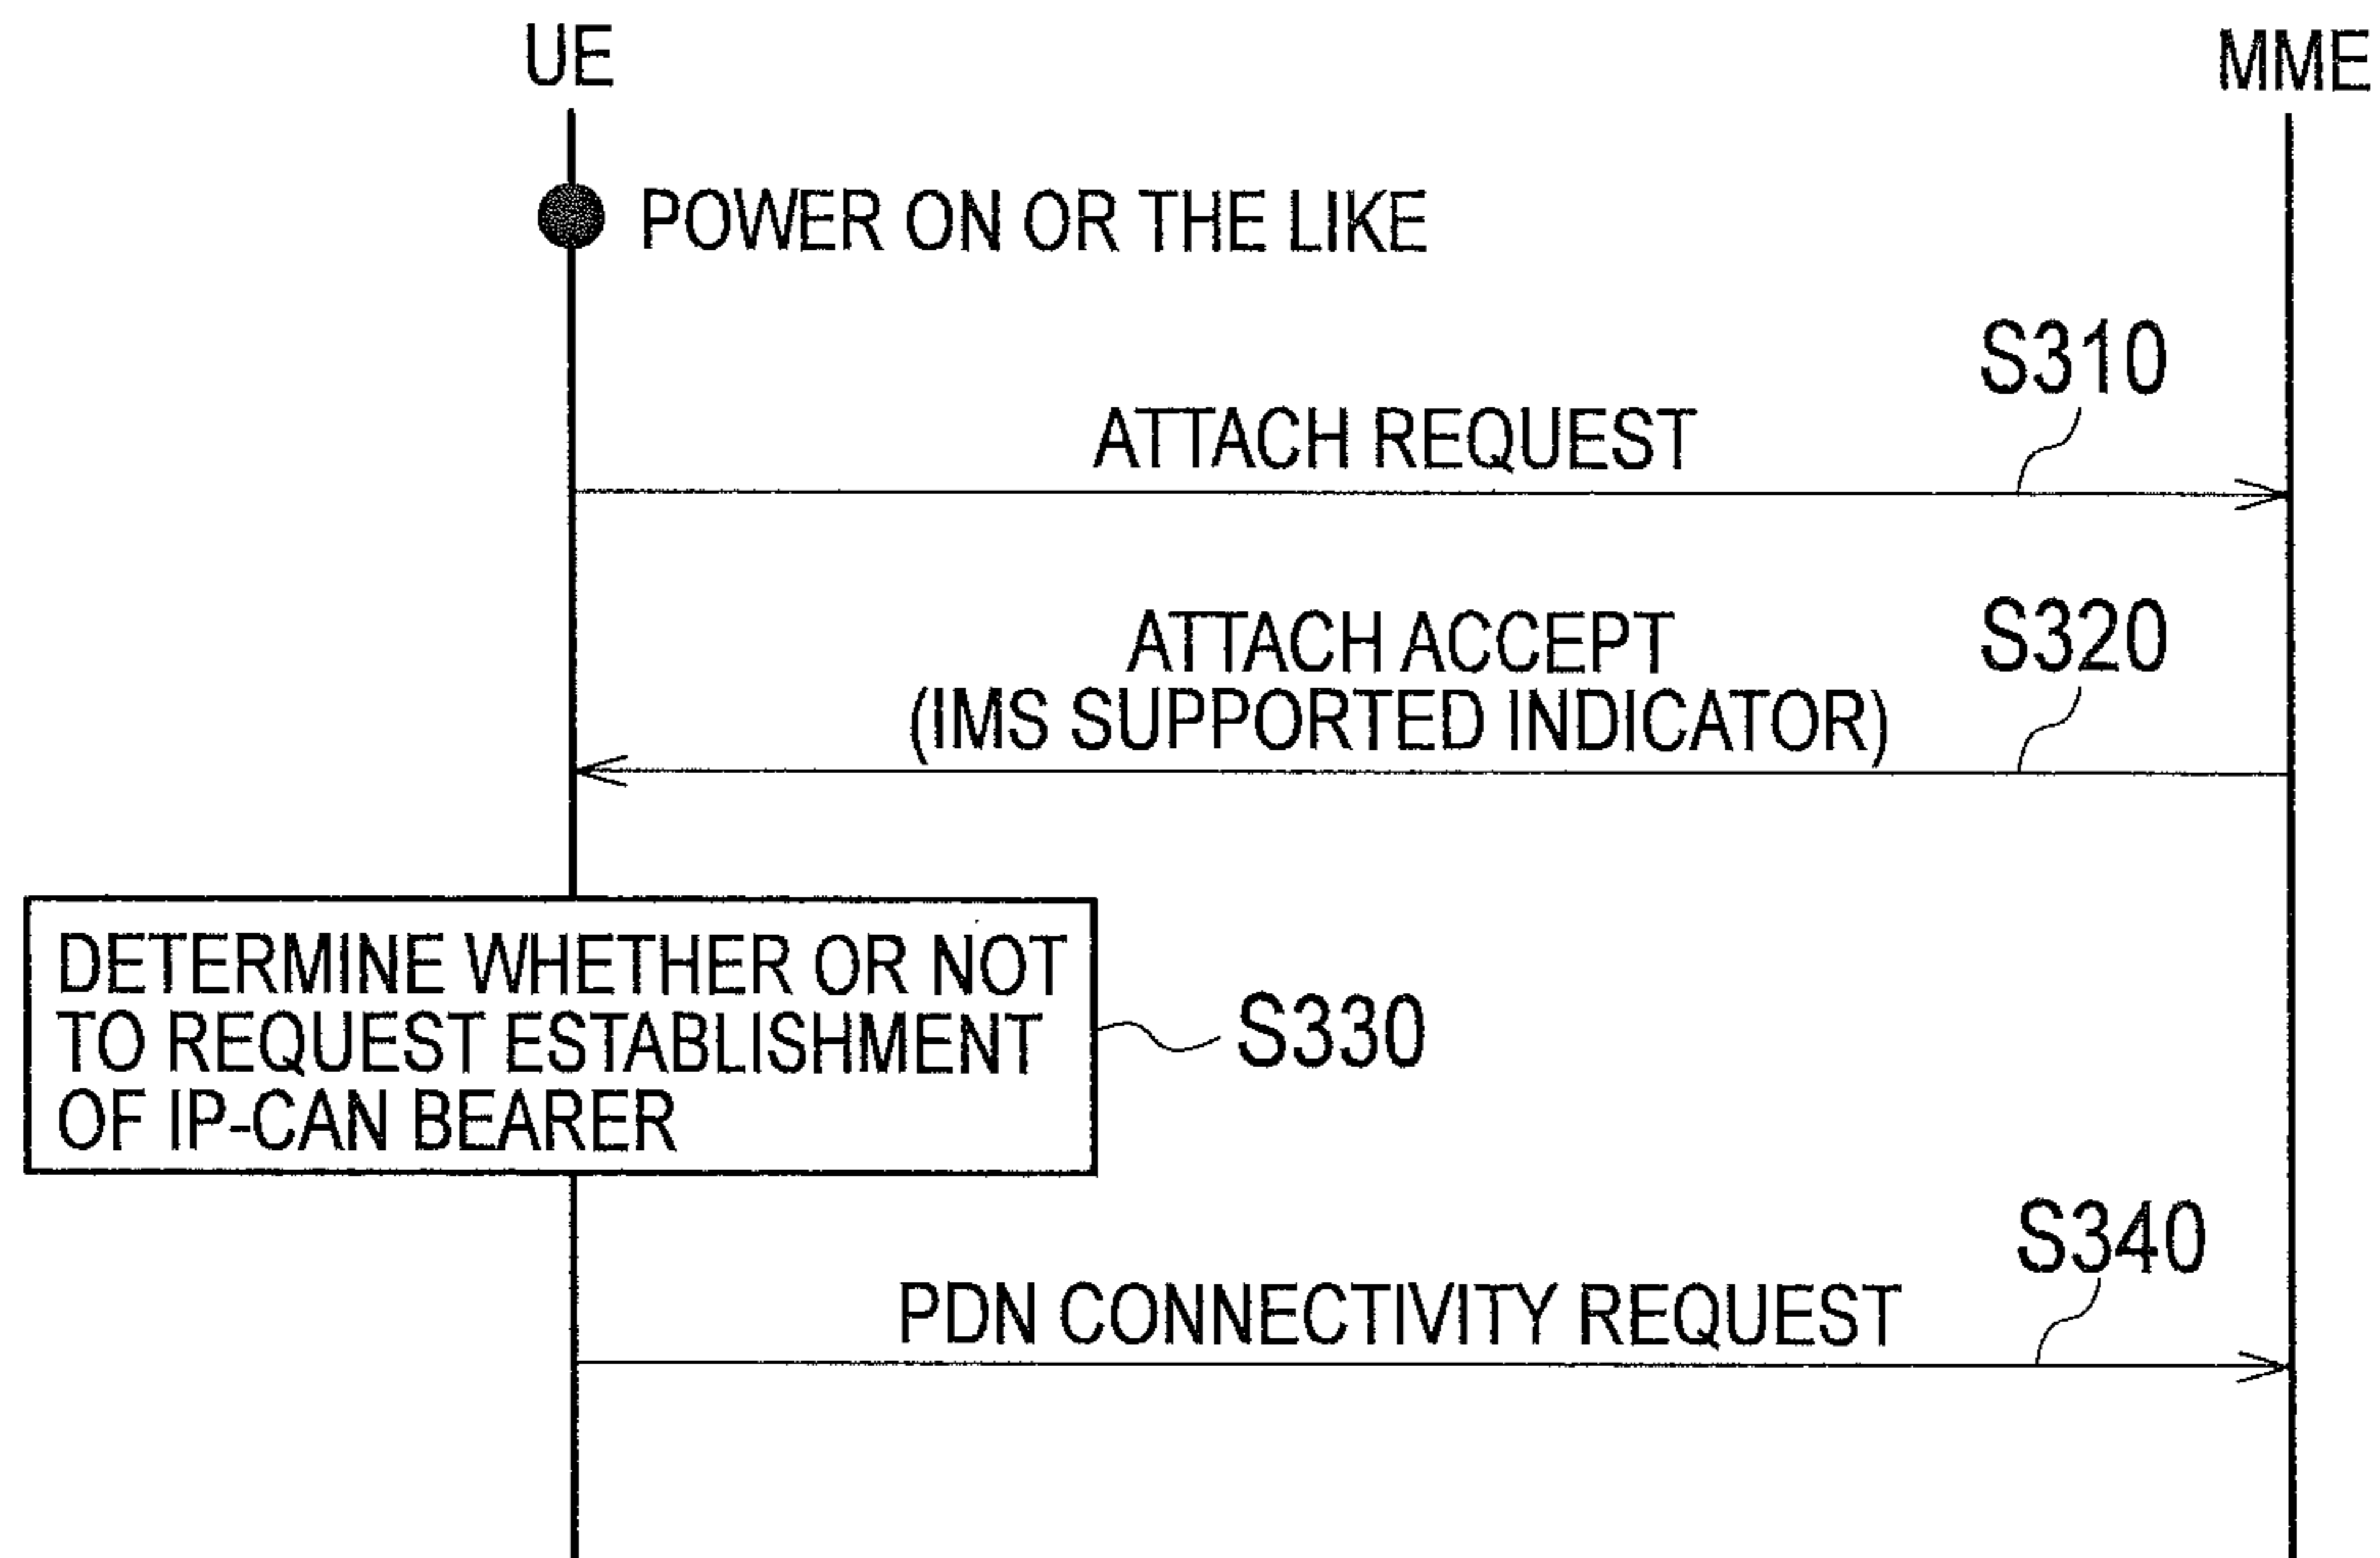 UE
MME
POWER ON OR THE LIKE
S310
ATTACH REQUEST
S320
ATTACH ACCEPT
(IMS SUPPORTED INDICATOR)
DETERMINE WHETHER OR NOT
TO REQUEST ESTABLISHMENT
OF IP-CAN BEARER
S330
S340
PDN CONNECTIVITY REQUEST